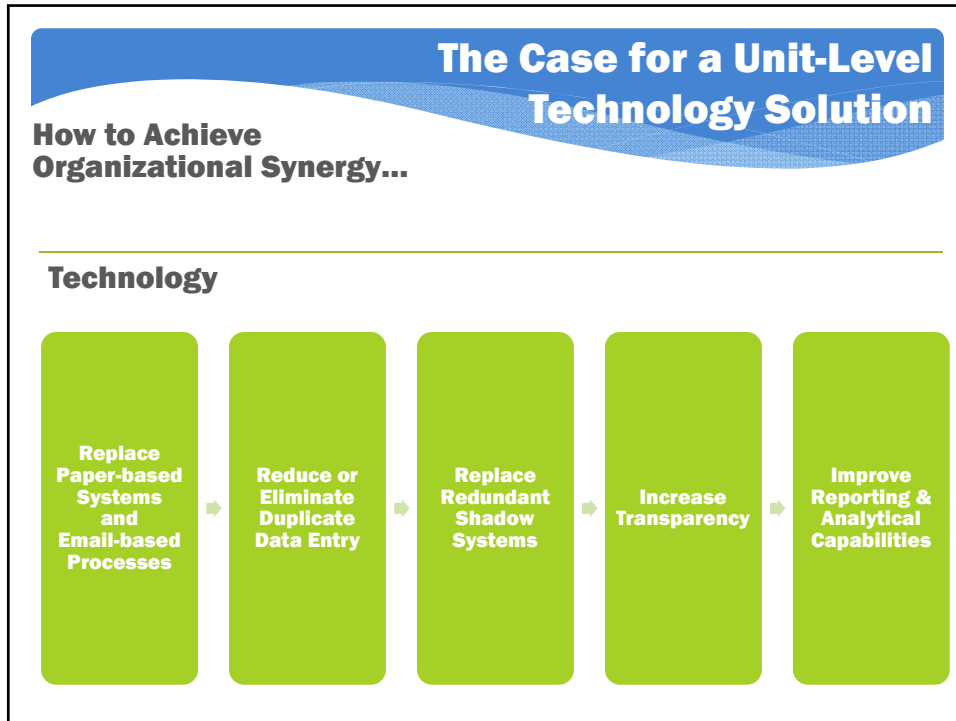 The Case for a Unit-Level
Technology Solution
How to Achieve
Organizational Synergy...
Technology
Replace
Paper-based
Systems
and
Email-based
Processes
Reduce or
Eliminate
Duplicate
Data Entry
Replace
Redundant
Shadow
Systems
Increase
Transparency
Improve
Reporting &
Analytical
Capabilities